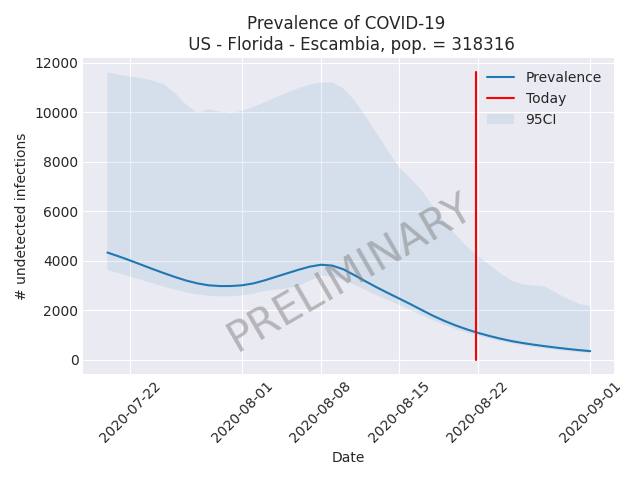 Prevalence of COVID-19
US - Florida - Escambia, pop. = 318316
12000
10000
8000
6000
4000
2000
0
# undetected infections
Prevalence
Today
95CI
PRELIMINARY
2020-07-22
2020-08-01
2020-08-08
2020-08-15
2020-08-22
2020-09-01
Date